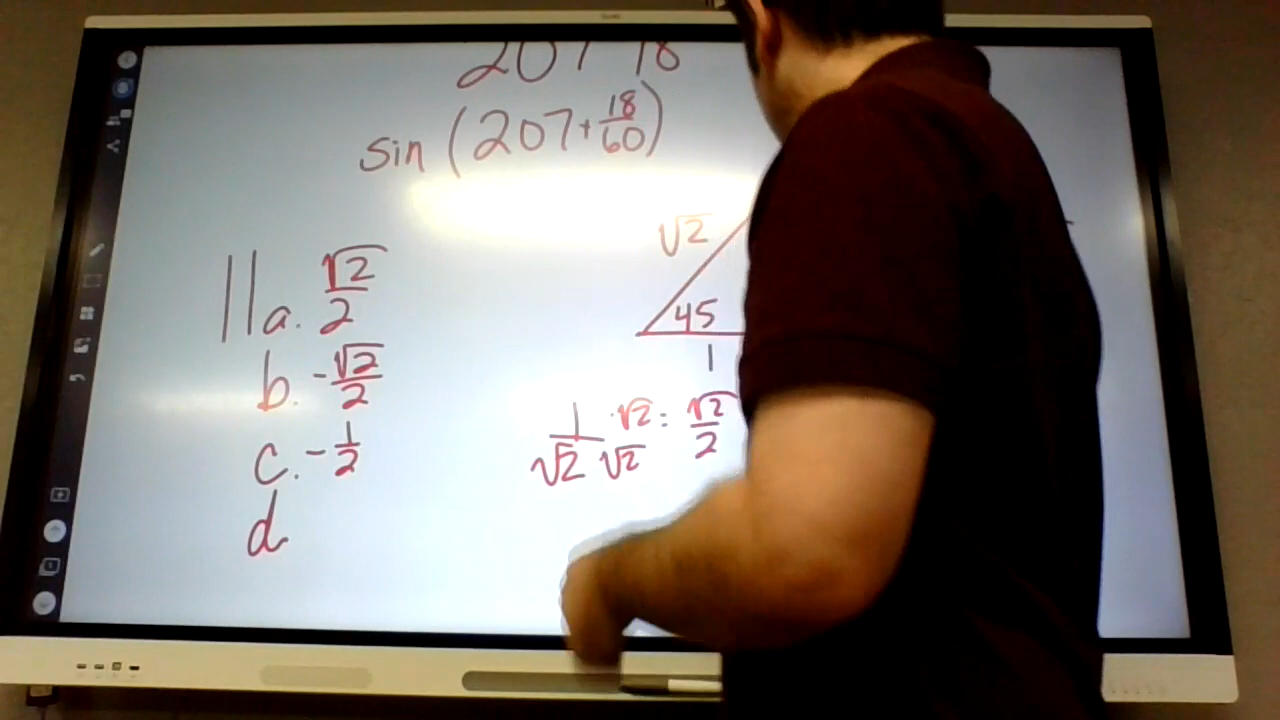 207 18
sin (207 + 18/60)
√2
11a. √2/2
45
b. -√2/2
1
1/√2 · √2/√2 = √2/2
c. -1/2
d